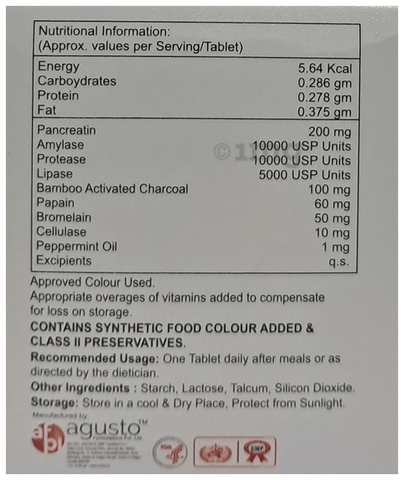 Nutritional Information:
(Approx. values per Serving/Tablet)
Energy 5.64 Kcal
Carboydrates 0.286 gm
Protein 0.278 gm
Fat 0.375 gm
Pancreatin 200 mg
Amylase 10000 USP Units
Protease 10000 USP Units
Lipase 5000 USP Units
Bamboo Activated Charcoal 100 mg
Papain 60 mg
Bromelain 50 mg
Cellulase 10 mg
Peppermint Oil 1 mg
Excipients q.s.
Approved Colour Used.
Appropriate overages of vitamins added to compensate
for loss on storage.
CONTAINS SYNTHETIC FOOD COLOUR ADDED &
CLASS II PRESERVATIVES.
Recommended Usage: One Tablet daily after meals or as
directed by the dietician.
Other Ingredients : Starch, Lactose, Talcum, Silicon Dioxide.
Storage: Store in a cool & Dry Place, Protect from Sunlight.
Manufactured by
agusto™
GMP